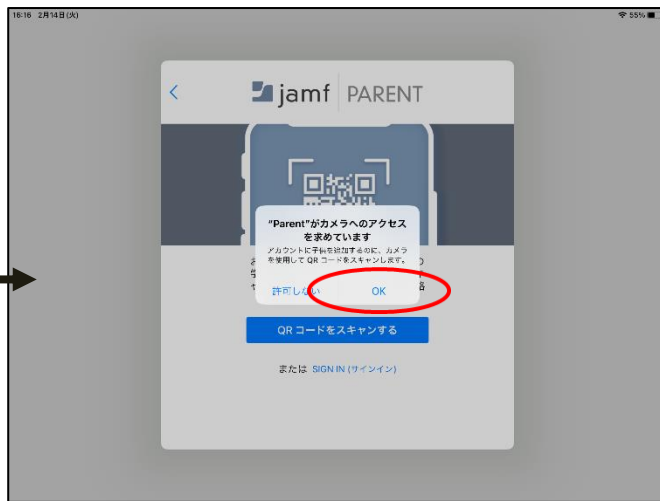 16:16 2月14日(火)
55%
jamf PARENT
"Parent"がカメラへのアクセス
を求めています
アカウントに子供を追加するのに、カメラ
を使用して QR コードをスキャンします。
許可しない
OK
QR コードをスキャンする
または SIGN IN (サインイン)